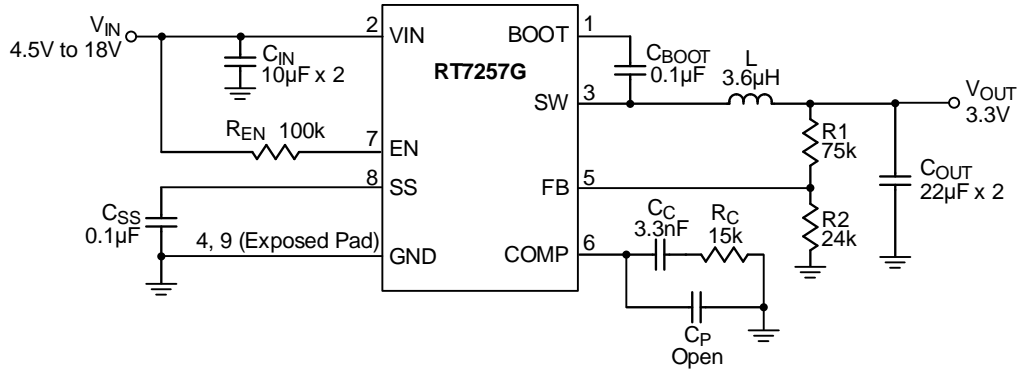 VIN
4.5V to 18V
CIN
10µF x 2
REN 100k
CSS
0.1µF
4, 9 (Exposed Pad)
2
7
8
VIN
EN
SS
GND
RT7257G
BOOT
SW
FB
COMP
1
3
5
6
CBOOT
0.1µF
L
3.6µH
VOUT
3.3V
R1
75k
R2
24k
COUT
22µF x 2
CC
3.3nF
RC
15k
CP
Open